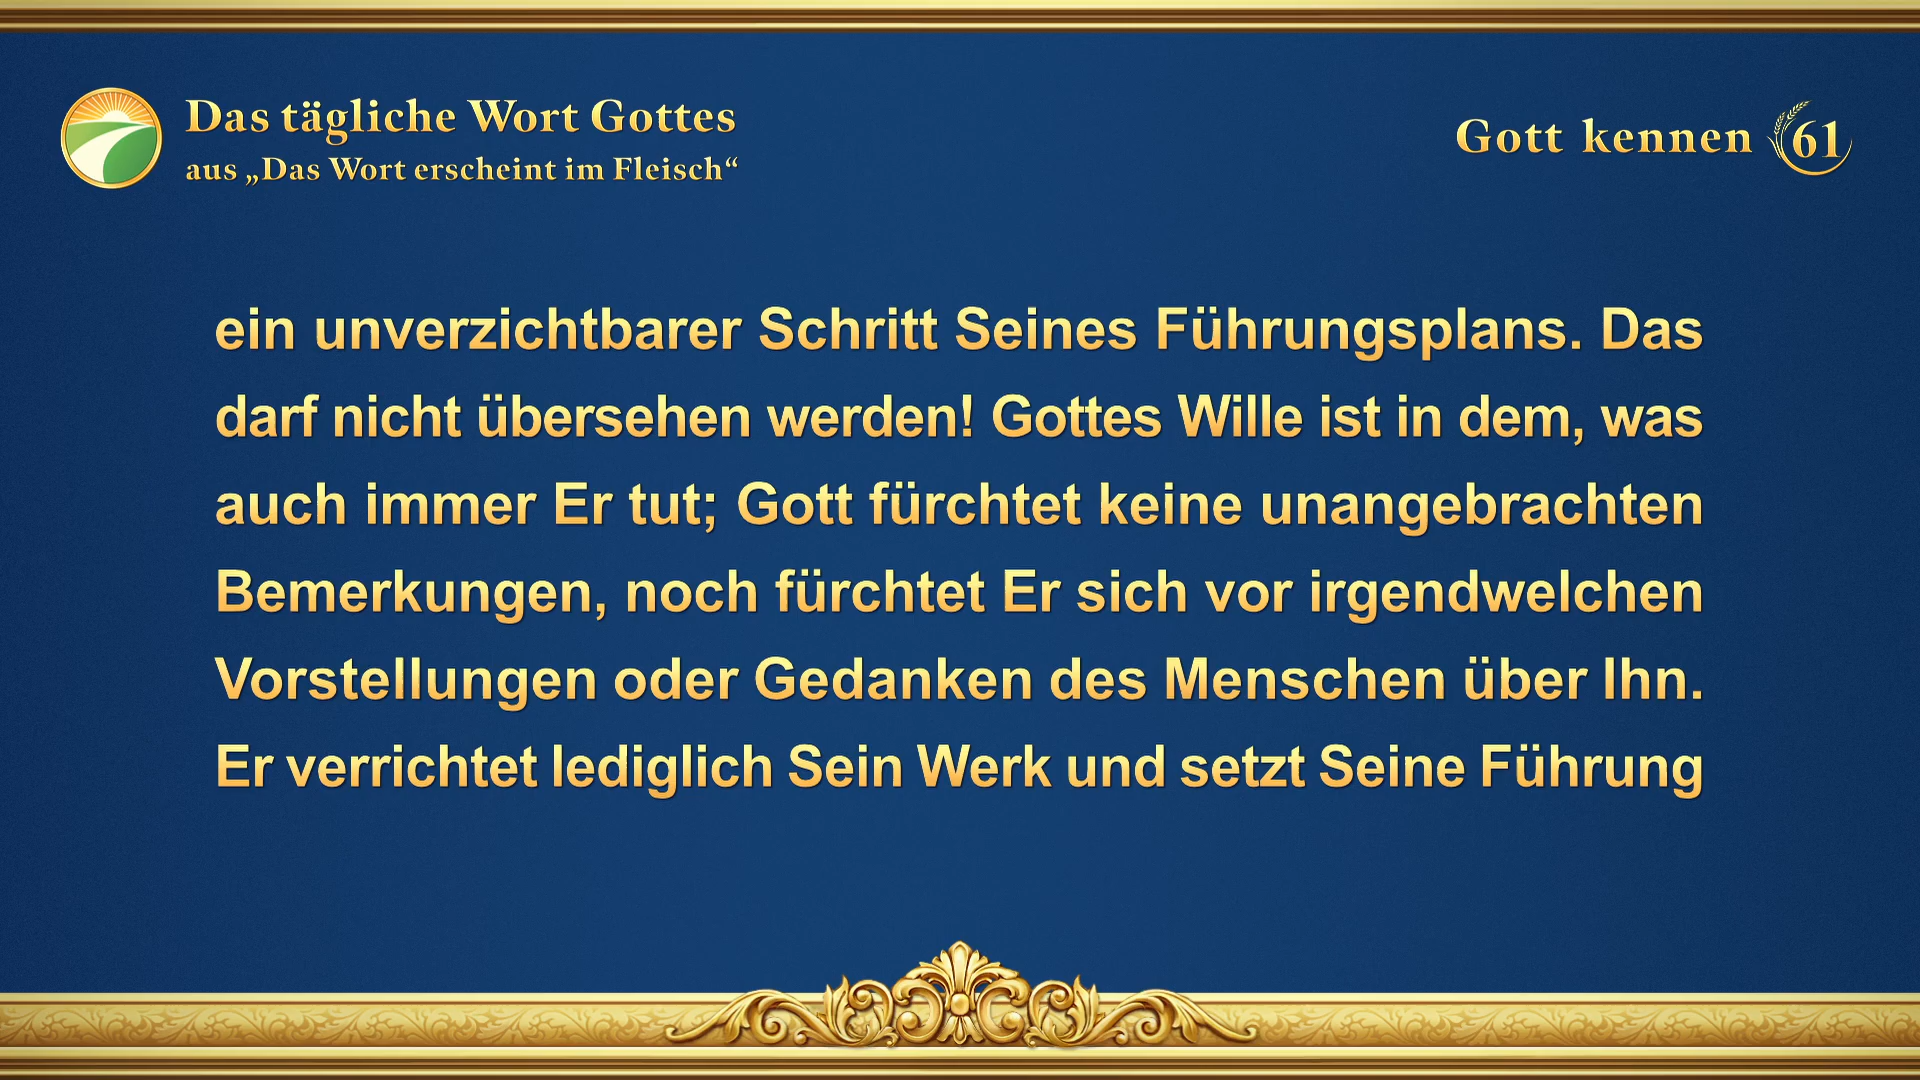 Das tägliche Wort Gottes
aus „Das Wort erscheint im Fleisch“
Gott kennen 61
ein unverzichtbarer Schritt Seines Führungsplans. Das
darf nicht übersehen werden! Gottes Wille ist in dem, was
auch immer Er tut; Gott fürchtet keine unangebrachten
Bemerkungen, noch fürchtet Er sich vor irgendwelchen
Vorstellungen oder Gedanken des Menschen über Ihn.
Er verrichtet lediglich Sein Werk und setzt Seine Führung